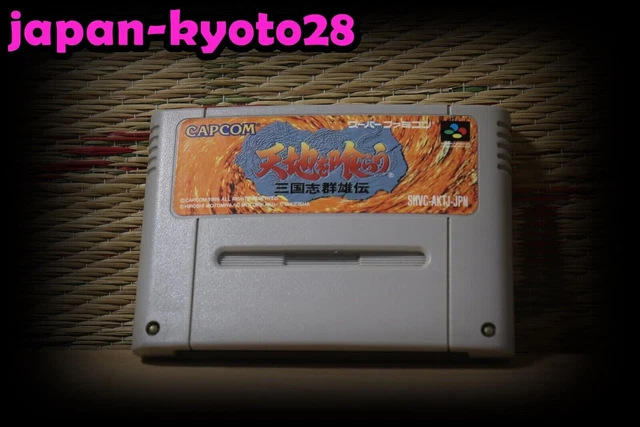 japan-kyoto28
CAPCOM
スーパーファミコン
天地を喰らう
®
三国志群雄伝
SHVC-AKTJ-JPN